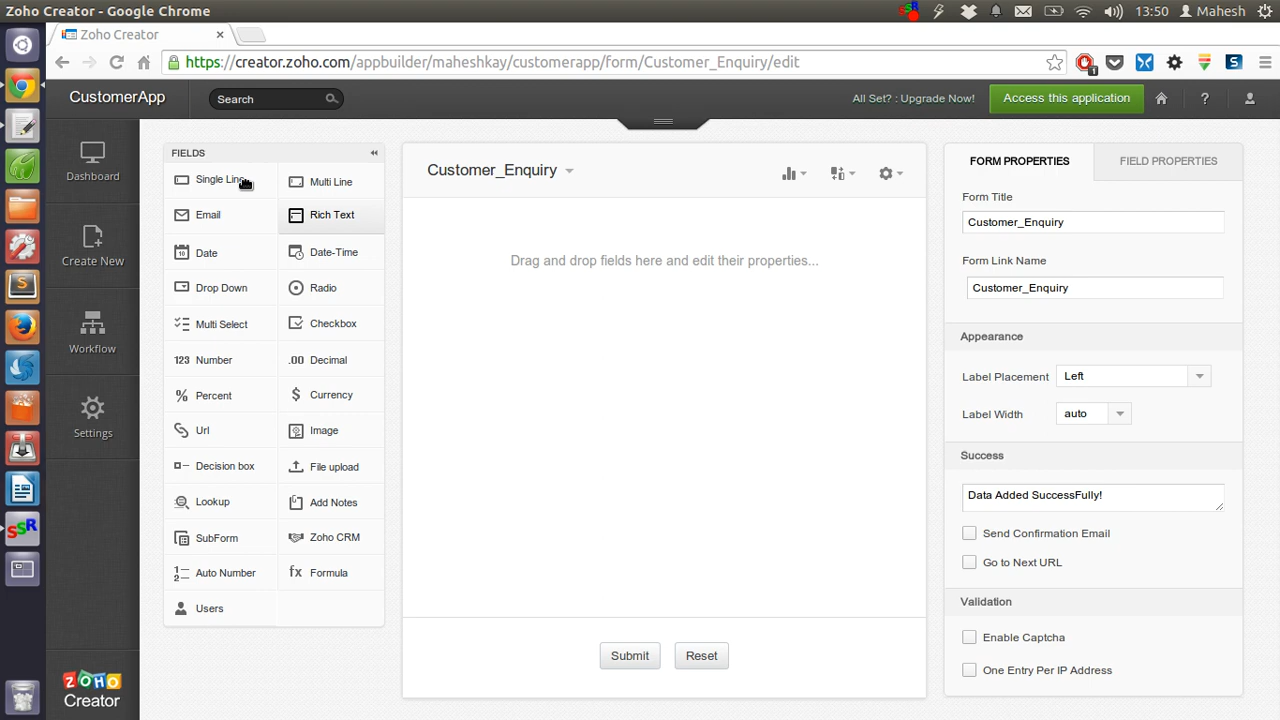 Zoho Creator - Google Chrome
13:50
Mahesh
Zoho Creator
https://creator.zoho.com/appbuilder/maheshkay/customerapp/form/Customer_Enquiry/edit
1
CustomerApp
Search
All Set? : Upgrade Now!
Access this application
?
Dashboard
Create New
Workflow
Settings
ZOHO
Creator
FIELDS
Single Line
Multi Line
Email
Rich Text
Date
Date-Time
Drop Down
Radio
Multi Select
Checkbox
123 Number
.00 Decimal
% Percent
$ Currency
Url
Image
Decision box
File upload
Lookup
Add Notes
SubForm
Zoho CRM
Auto Number
fx Formula
Users
Customer_Enquiry
Drag and drop fields here and edit their properties...
Submit
Reset
FORM PROPERTIES
FIELD PROPERTIES
Form Title
Customer_Enquiry
Form Link Name
Customer_Enquiry
Appearance
Label Placement
Left
Label Width
auto
Success
Data Added SuccessFully!
Send Confirmation Email
Go to Next URL
Validation
Enable Captcha
One Entry Per IP Address